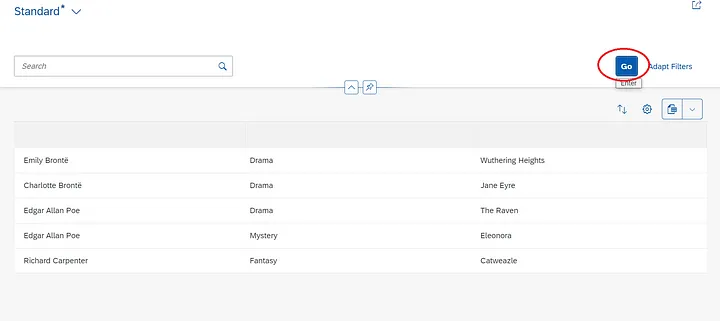 Standard*
Search
Go
Adapt Filters
Enter
Emily Brontë Drama Wuthering Heights
Charlotte Brontë Drama Jane Eyre
Edgar Allan Poe Drama The Raven
Edgar Allan Poe Mystery Eleonora
Richard Carpenter Fantasy Catweazle